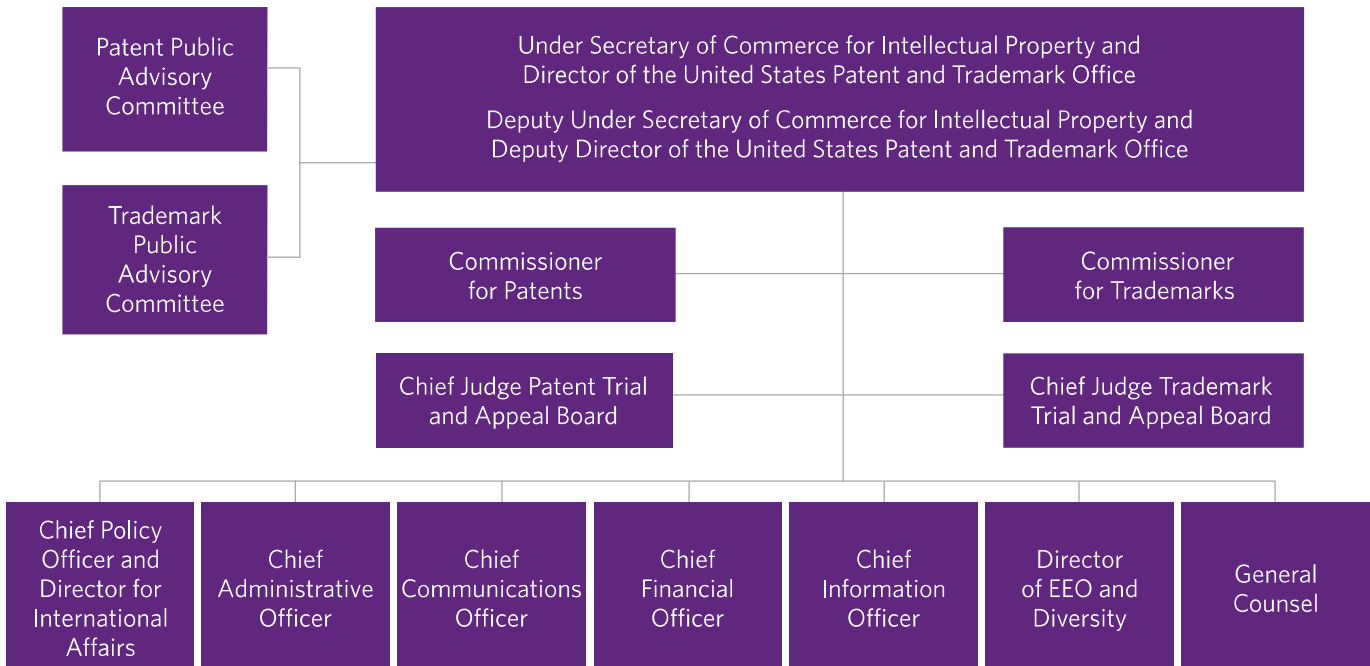 Patent Public
Advisory
Committee
Under Secretary of Commerce for Intellectual Property and
Director of the United States Patent and Trademark Office
Deputy Under Secretary of Commerce for Intellectual Property and
Deputy Director of the United States Patent and Trademark Office
Trademark
Public
Advisory
Committee
Commissioner
for Patents
Commissioner
for Trademarks
Chief Judge Patent Trial
and Appeal Board
Chief Judge Trademark
Trial and Appeal Board
Chief Policy
Officer and
Director for
International
Affairs
Chief
Administrative
Officer
Chief
Communications
Officer
Chief
Financial
Officer
Chief
Information
Officer
Director
of EEO and
Diversity
General
Counsel